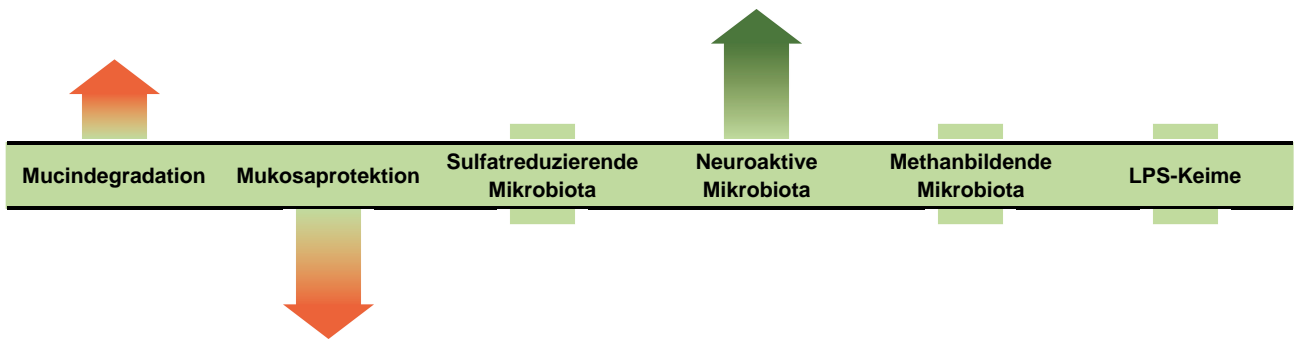 Mucindegradation
Mukosaprotektion
Sulfatreduzierende
Mikrobiota
Neuroaktive
Mikrobiota
Methanbildende
Mikrobiota
LPS-Keime